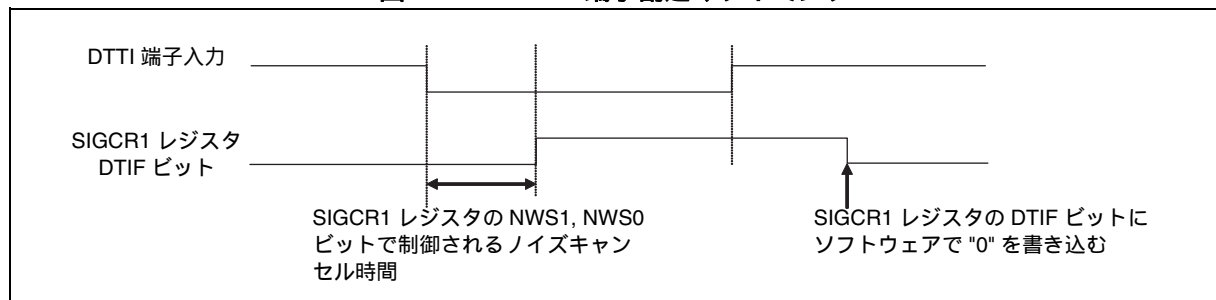 DTTI 端子入力
SIGCR1 レジスタ
DTIF ビット
SIGCR1 レジスタの NWS1, NWS0
ビットで制御されるノイズキャン
セル時間
SIGCR1 レジスタの DTIF ビットに
ソフトウェアで "0" を書き込む